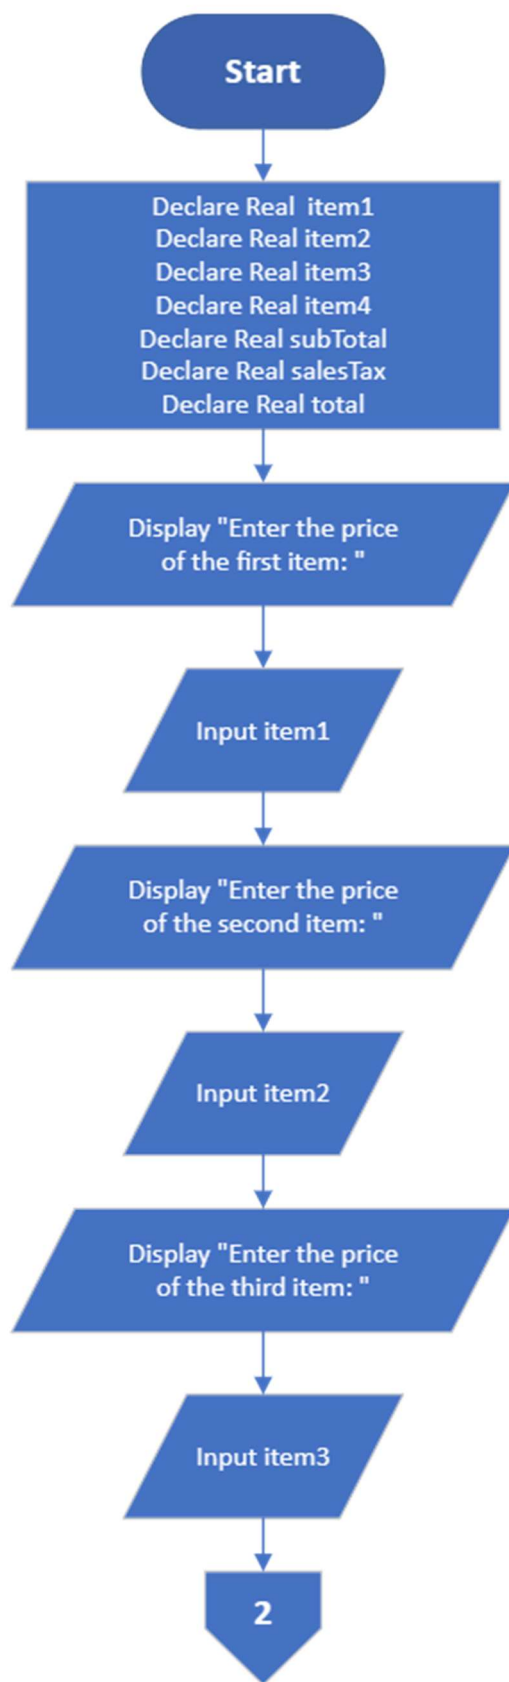 Start
Declare Real  item1
Declare Real item2
Declare Real item3
Declare Real item4
Declare Real subTotal
Declare Real salesTax
Declare Real total
Display "Enter the price
of the first item: "
Input item1
Display "Enter the price
of the second item: "
Input item2
Display "Enter the price
of the third item: "
Input item3
2